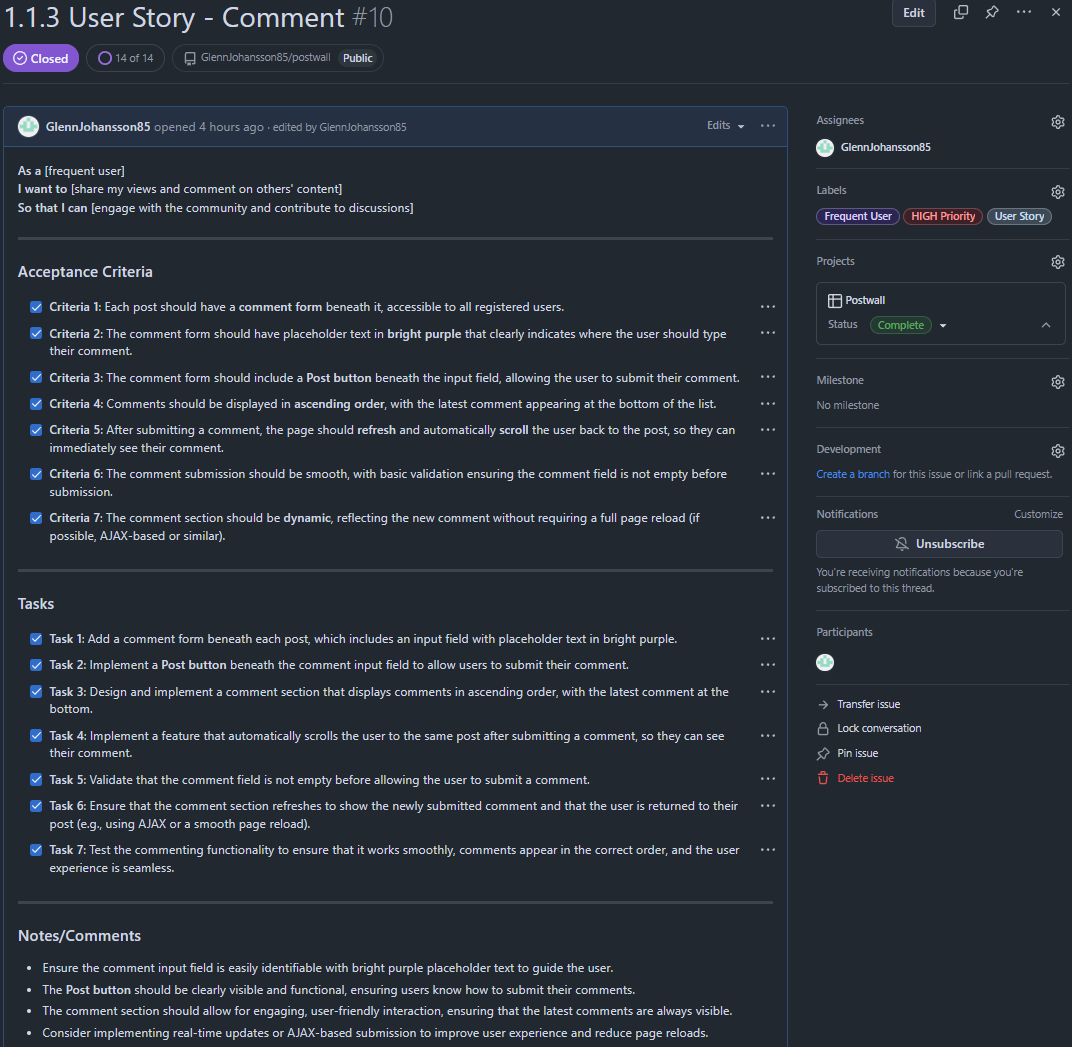 1.1.3 User Story - Comment #10
Edit
Closed
14 of 14
GlennJohansson85/postwall
Public
GlennJohansson85 opened 4 hours ago · edited by GlennJohansson85
Edits
As a [frequent user]
I want to [share my views and comment on others' content]
So that I can [engage with the community and contribute to discussions]
Acceptance Criteria
Criteria 1: Each post should have a comment form beneath it, accessible to all registered users.
Criteria 2: The comment form should have placeholder text in bright purple that clearly indicates where the user should type
their comment.
Criteria 3: The comment form should include a Post button beneath the input field, allowing the user to submit their comment.
Criteria 4: Comments should be displayed in ascending order, with the latest comment appearing at the bottom of the list.
Criteria 5: After submitting a comment, the page should refresh and automatically scroll the user back to the post, so they can
immediately see their comment.
Criteria 6: The comment submission should be smooth, with basic validation ensuring the comment field is not empty before
submission.
Criteria 7: The comment section should be dynamic, reflecting the new comment without requiring a full page reload (if
possible, AJAX-based or similar).
Tasks
Task 1: Add a comment form beneath each post, which includes an input field with placeholder text in bright purple.
Task 2: Implement a Post button beneath the comment input field to allow users to submit their comment.
Task 3: Design and implement a comment section that displays comments in ascending order, with the latest comment at the
bottom.
Task 4: Implement a feature that automatically scrolls the user to the same post after submitting a comment, so they can see
their comment.
Task 5: Validate that the comment field is not empty before allowing the user to submit a comment.
Task 6: Ensure that the comment section refreshes to show the newly submitted comment and that the user is returned to their
post (e.g., using AJAX or a smooth page reload).
Task 7: Test the commenting functionality to ensure that it works smoothly, comments appear in the correct order, and the user
experience is seamless.
Notes/Comments
Ensure the comment input field is easily identifiable with bright purple placeholder text to guide the user.
The Post button should be clearly visible and functional, ensuring users know how to submit their comments.
The comment section should allow for engaging, user-friendly interaction, ensuring that the latest comments are always visible.
Consider implementing real-time updates or AJAX-based submission to improve user experience and reduce page reloads.
Assignees
GlennJohansson85
Labels
Frequent User
HIGH Priority
User Story
Projects
Postwall
Status
Complete
Milestone
No milestone
Development
Create a branch for this issue or link a pull request.
Notifications
Customize
Unsubscribe
You're receiving notifications because you're
subscribed to this thread.
Participants
Transfer issue
Lock conversation
Pin issue
Delete issue